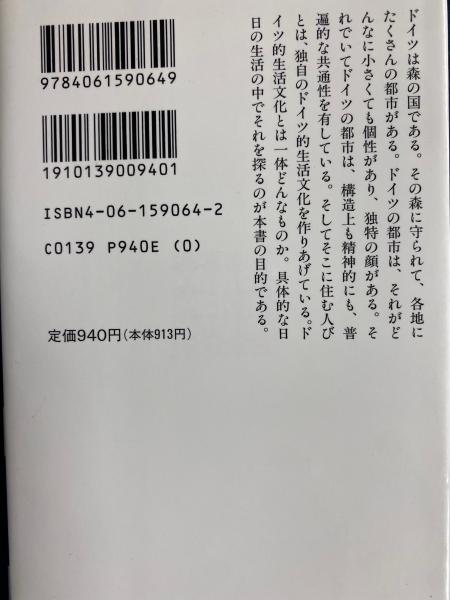 ドイツは森の国である。その森に守られて、各地に
たくさんの都市がある。ドイツの都市は、それがど
んなに小さくても個性があり、独特の顔がある。そ
れでいてドイツの都市は、構造上も精神的にも、普
遍的な共通性を有している。そしてそこに住む人び
とは、独自のドイツ的生活文化を作りあげている。ド
イツ的生活文化とは一体どんなものか。具体的な日
日の生活の中でそれを探るのが本書の目的である。
9784061590649
1910139009401
ISBN4-06-159064-2
C0139 P940E (0)
定価940円(本体913円)